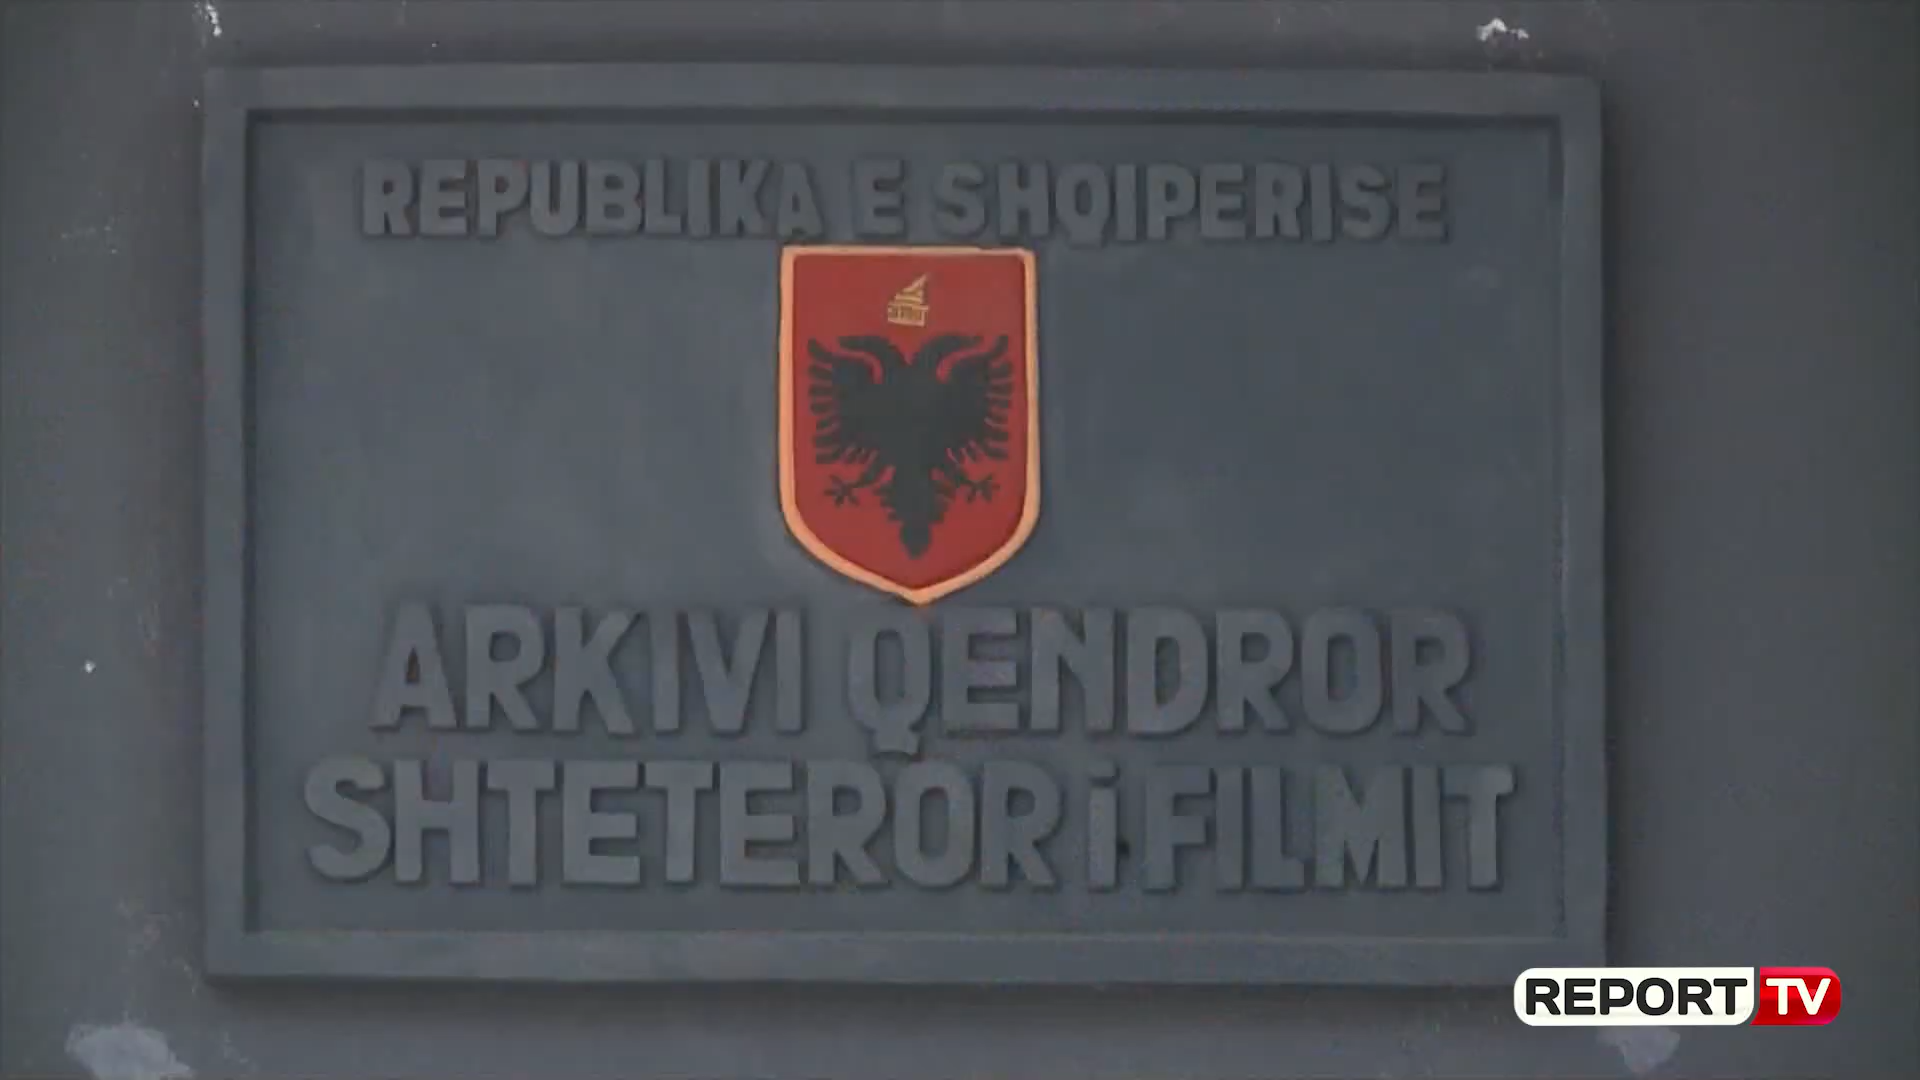 REPUBLIKA E SHQIPERISE
ARKIVI QENDROR
SHTETEROR i FILMIT
REPORT TV